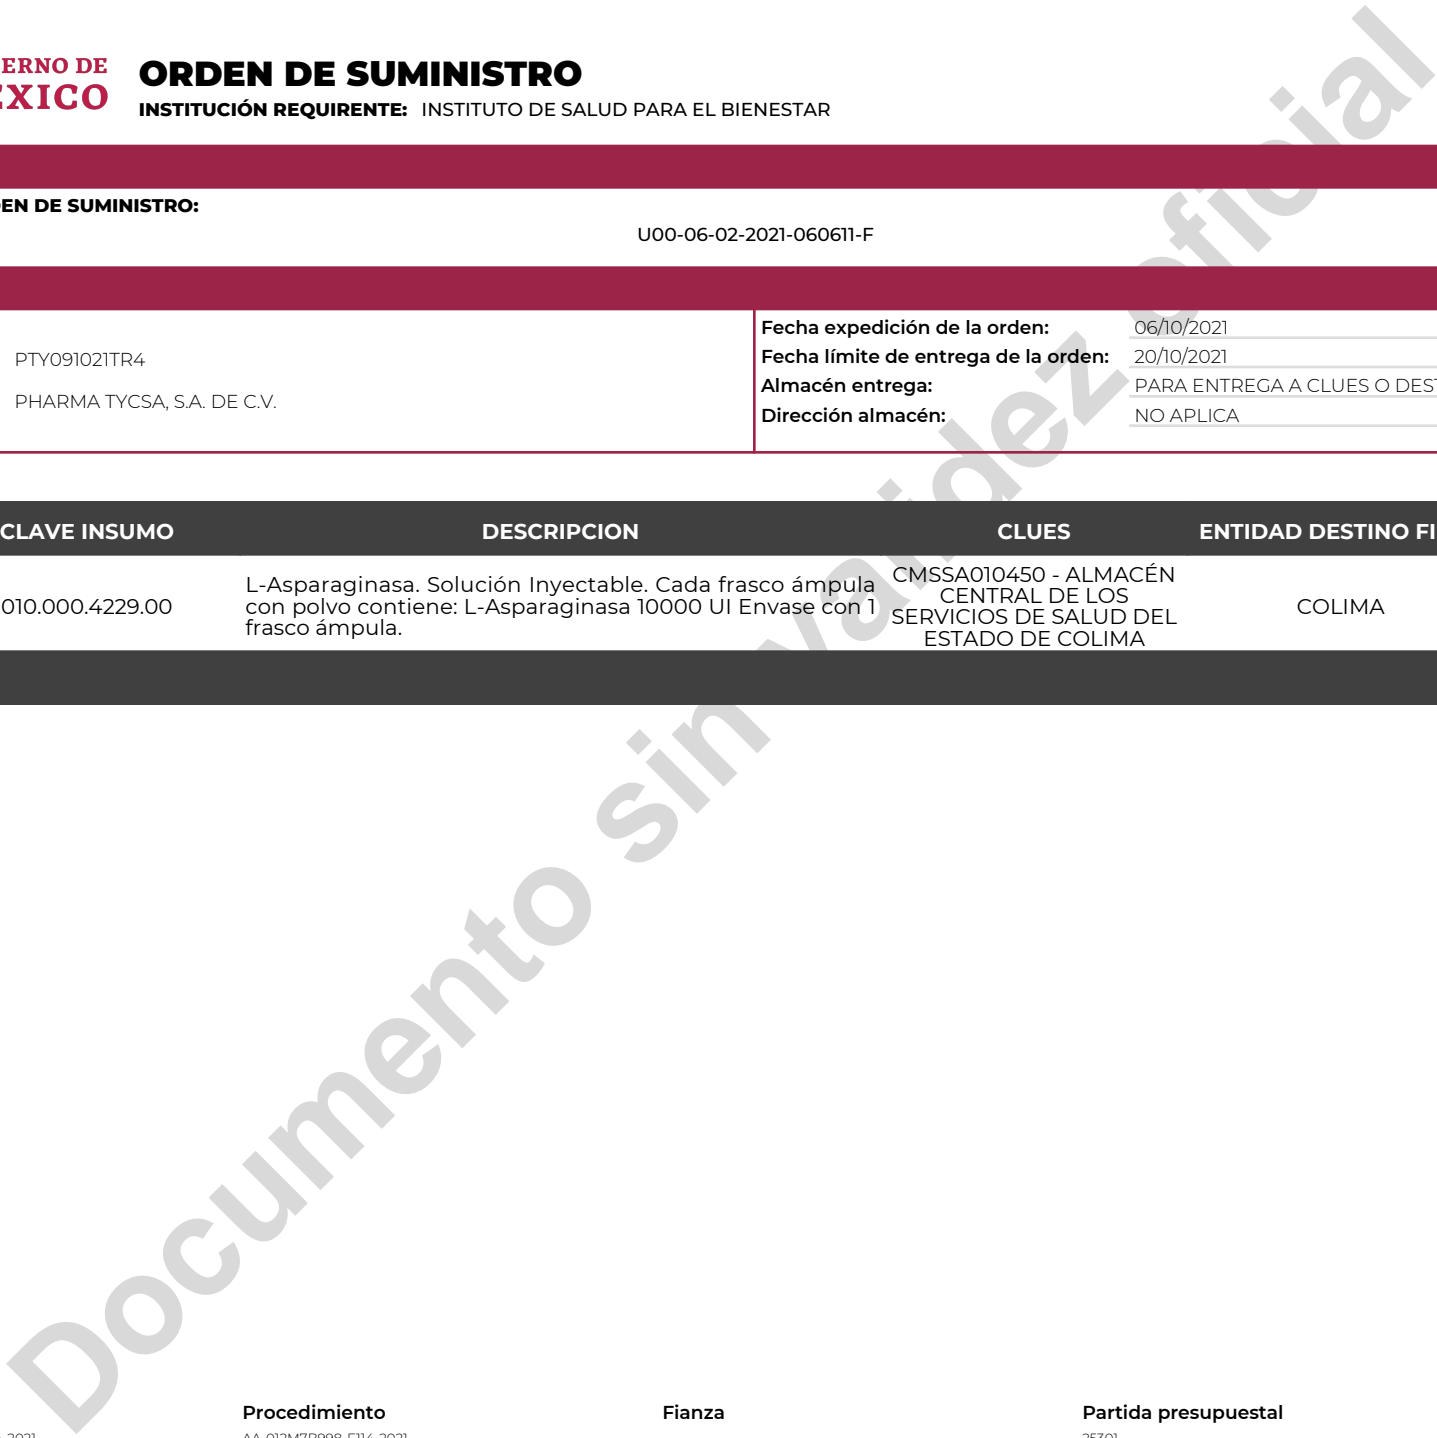 ERNO DE
EXICO
ORDEN DE SUMINISTRO
INSTITUCIÓN REQUIRENTE: INSTITUTO DE SALUD PARA EL BIENESTAR
EN DE SUMINISTRO:
U00-06-02-2021-060611-F
PTY091021TR4
PHARMA TYCSA, S.A. DE C.V.
Fecha expedición de la orden: 06/10/2021
Fecha límite de entrega de la orden: 20/10/2021
Almacén entrega: PARA ENTREGA A CLUES O DEST
Dirección almacén: NO APLICA
CLAVE INSUMO DESCRIPCION CLUES ENTIDAD DESTINO FI
010.000.4229.00
L-Asparaginasa. Solución Inyectable. Cada frasco ámpula
con polvo contiene: L-Asparaginasa 10000 UI Envase con 1
frasco ámpula.
CMSSA010450 - ALMACÉN
CENTRAL DE LOS
SERVICIOS DE SALUD DEL
ESTADO DE COLIMA
COLIMA
Documento sin validez oficial
Procedimiento Fianza Partida presupuestal